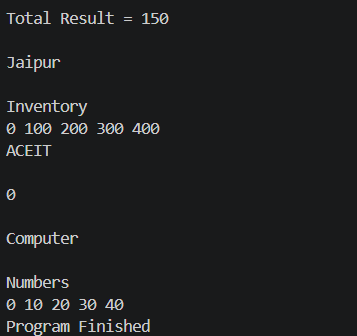 Total Result = 150
Jaipur
Inventory
0 100 200 300 400
ACEIT
0
Computer
Numbers
0 10 20 30 40
Program Finished